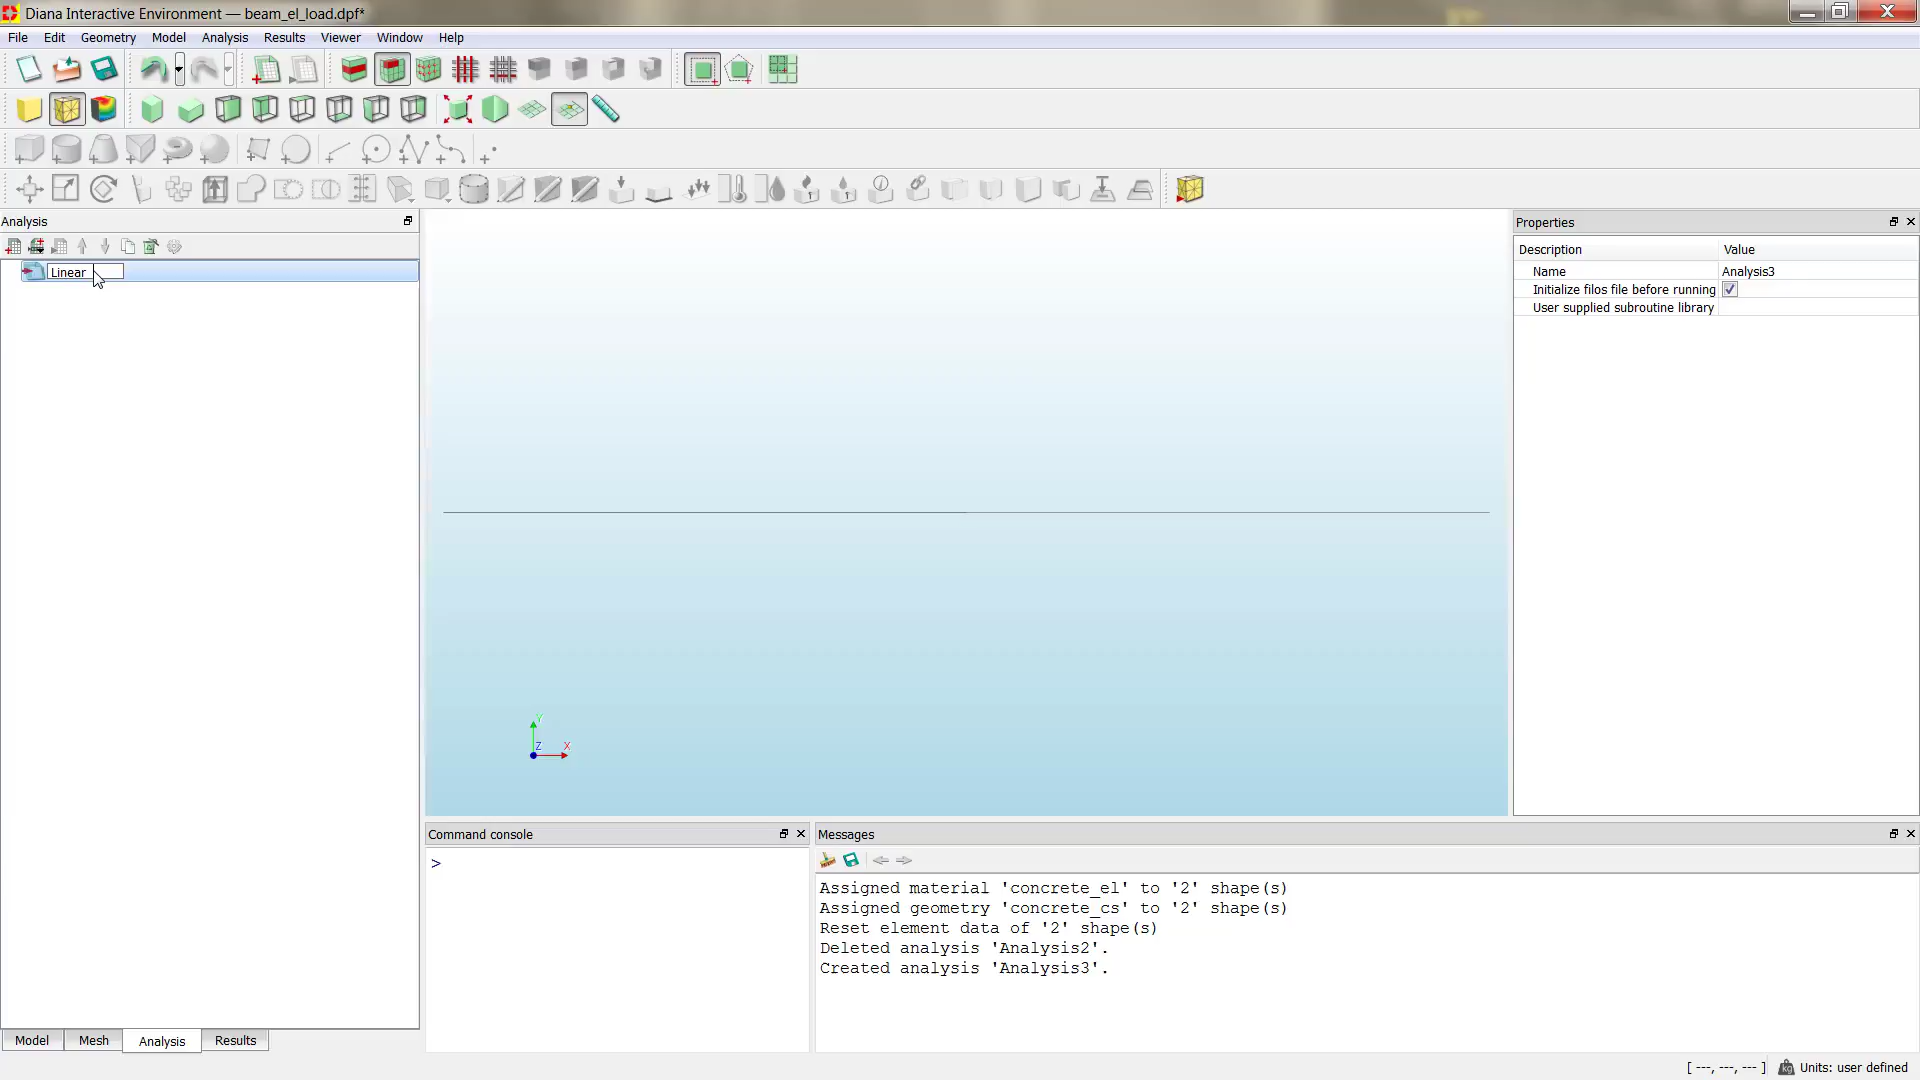 Diana Interactive Environment — beam_el_load.dpf*
File Edit Geometry Model Analysis Results Viewer Window Help
Analysis
Linear
Properties
Description Value
Name Analysis3
Initialize filos file before running
User supplied subroutine library
Y
Z X
Command console
>
Messages
Assigned material 'concrete_el' to '2' shape(s)
Assigned geometry 'concrete_cs' to '2' shape(s)
Reset element data of '2' shape(s)
Deleted analysis 'Analysis2'.
Created analysis 'Analysis3'.
Model Mesh Analysis Results
[ ---, ---, --- ] kg Units: user defined